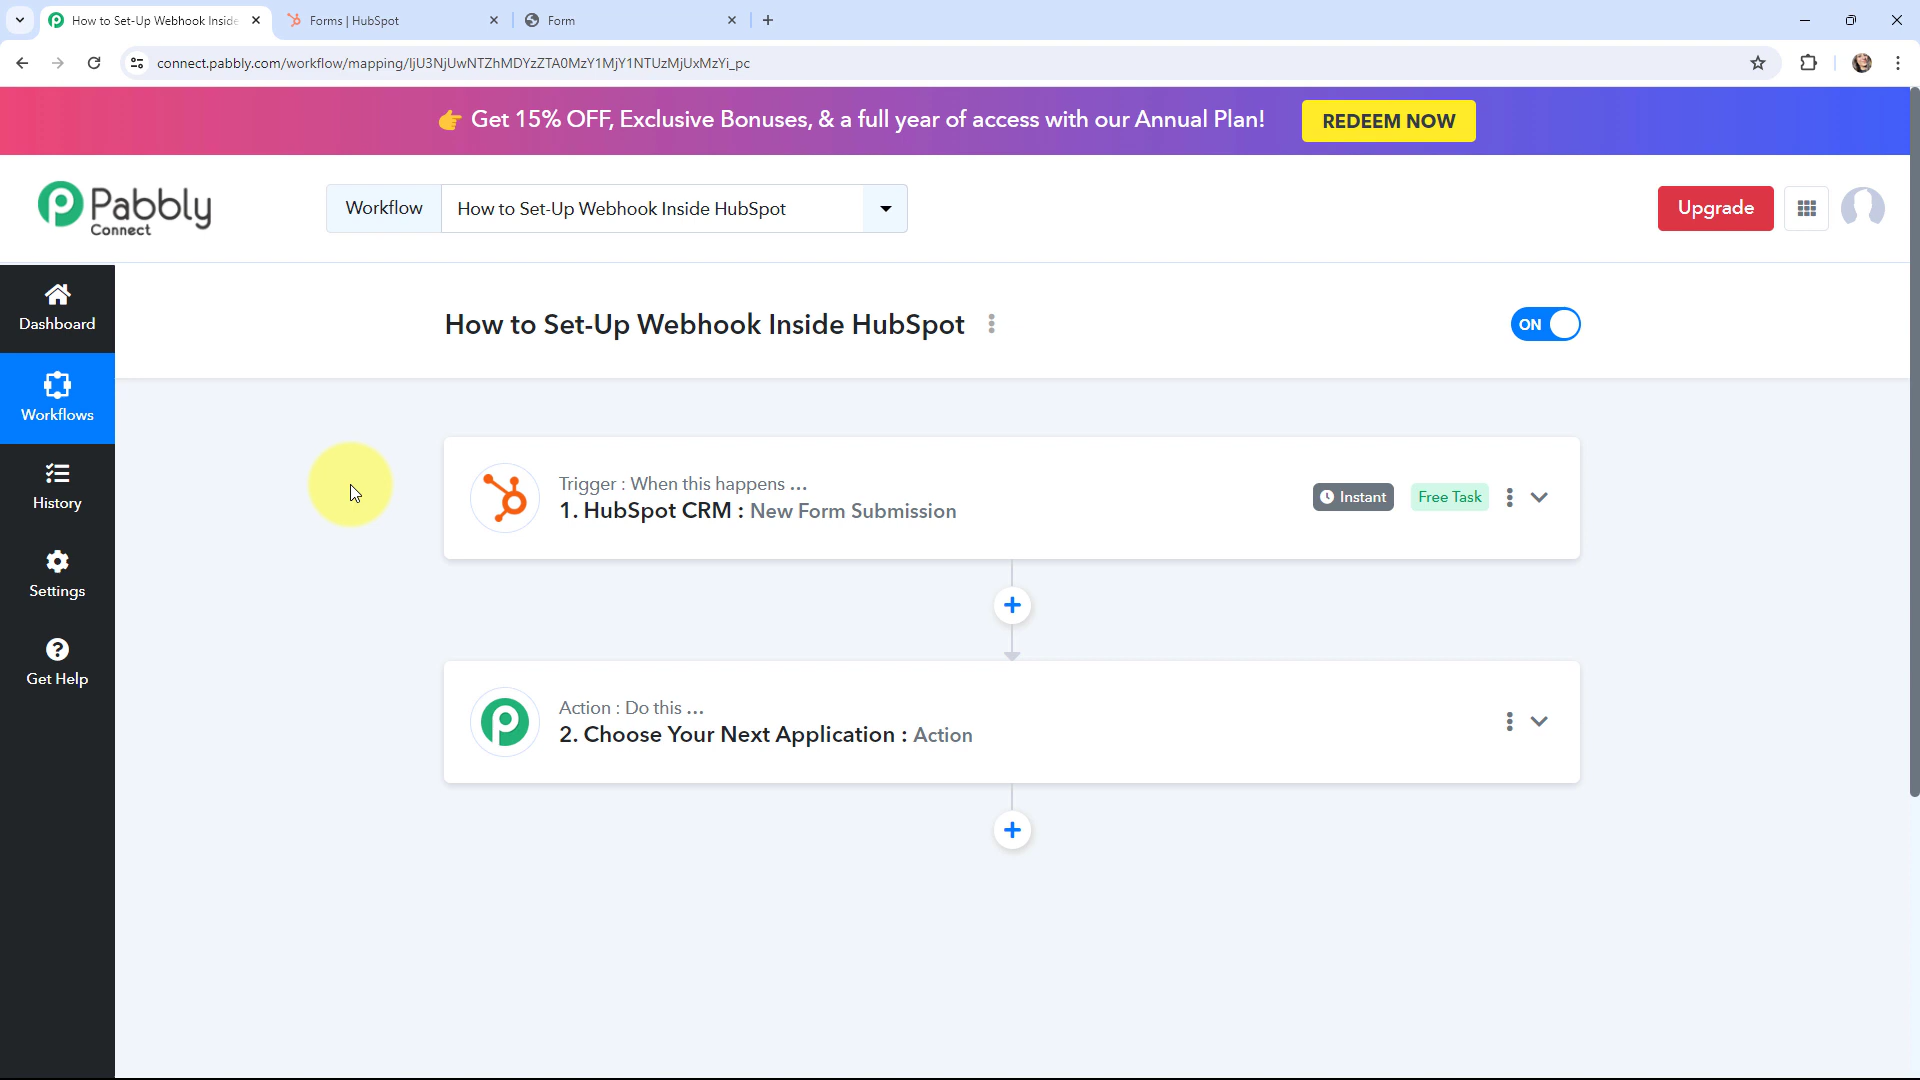 How to Set-Up Webhook Inside
Forms | HubSpot
Form
connect.pabbly.com/workflow/mapping/IjU3NjUwNTZhMDYzZTA0MzY1MjY1NTUzMjUxMzYi_pc
👉 Get 15% OFF, Exclusive Bonuses, & a full year of access with our Annual Plan!
REDEEM NOW
Pabbly
Connect
Workflow
How to Set-Up Webhook Inside HubSpot
Upgrade
Dashboard
Workflows
History
Settings
Get Help
How to Set-Up Webhook Inside HubSpot
ON
Trigger : When this happens ...
1. HubSpot CRM : New Form Submission
Instant
Free Task
Action : Do this ...
2. Choose Your Next Application : Action